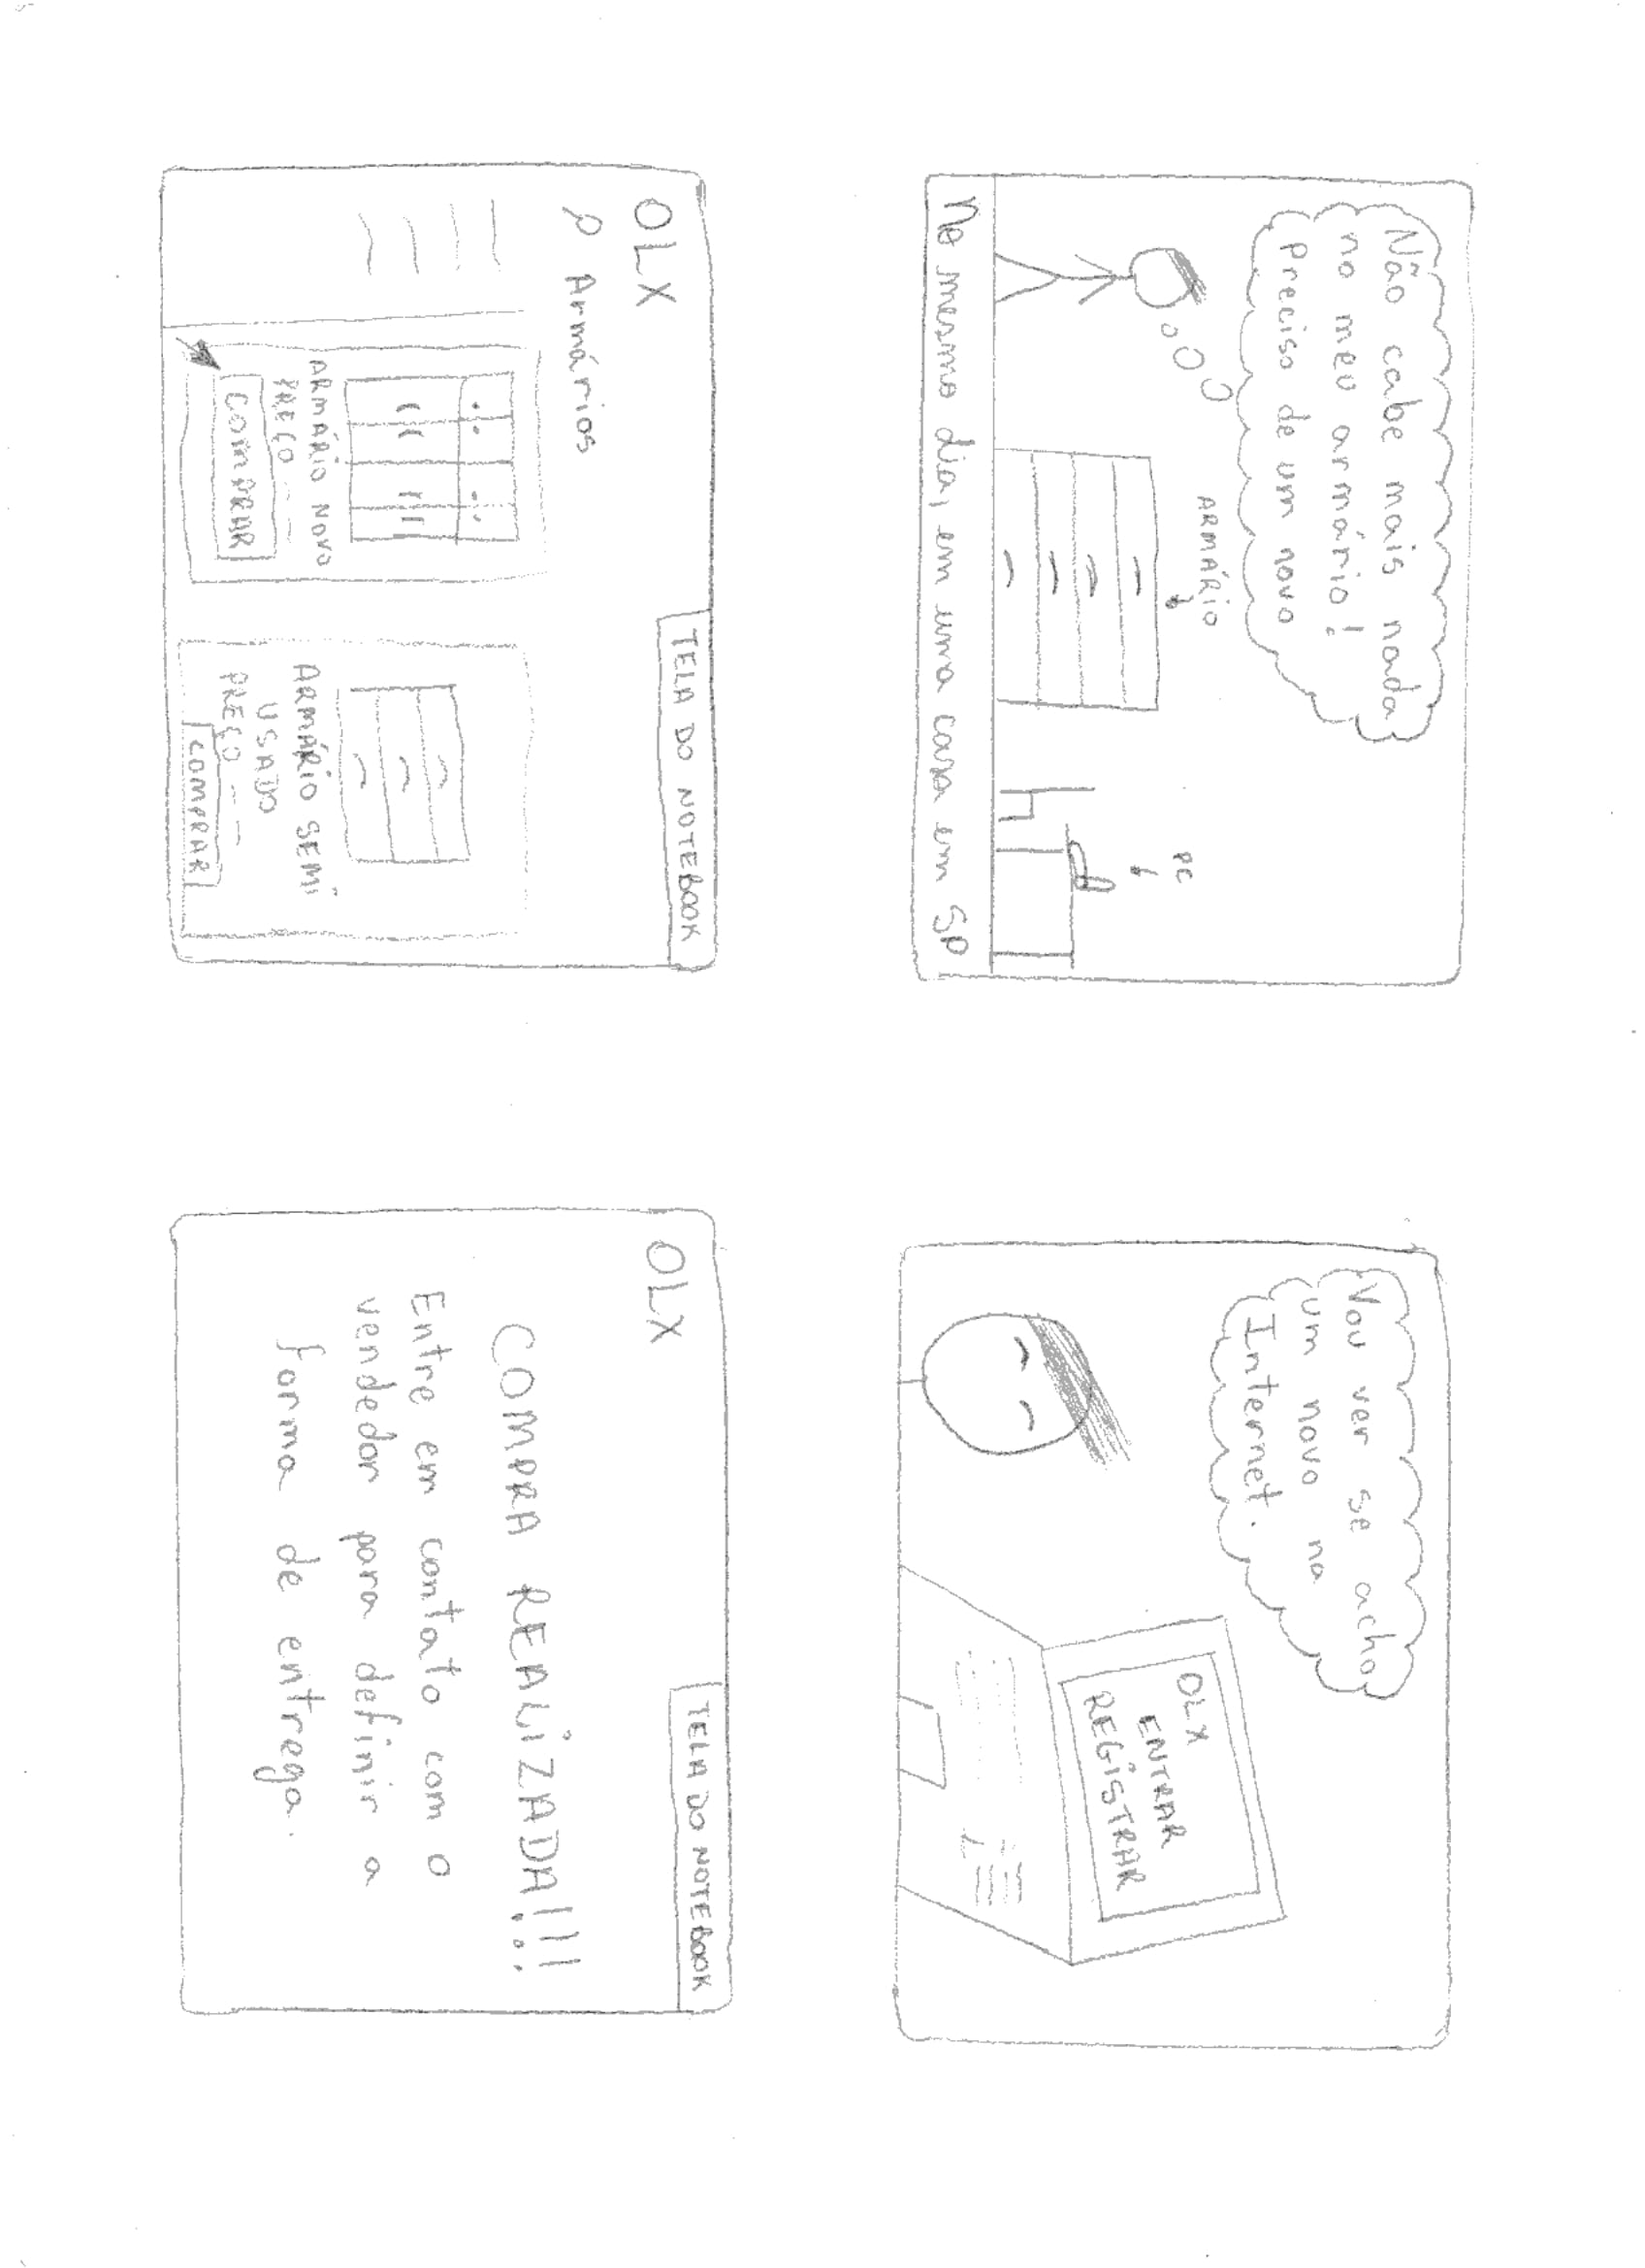 Não cabe mais nada
no meu armário!
Preciso de um novo
ARMÁRIO
PC
No mesmo dia, em uma casa em SP
Vou ver se acho
um novo na
Internet.
OLX
ENTRAR
REGISTRAR
TELA DO NOTEBOOK
OLX
Armários
ARMÁRIO NOVO
PREÇO
COMPRAR
ARMÁRIO SEMI
USADO
PREÇO
COMPRAR
TELA DO NOTEBOOK
OLX
COMPRA REALIZADA!!!
Entre em contato com o
vendedor para definir a
forma de entrega.